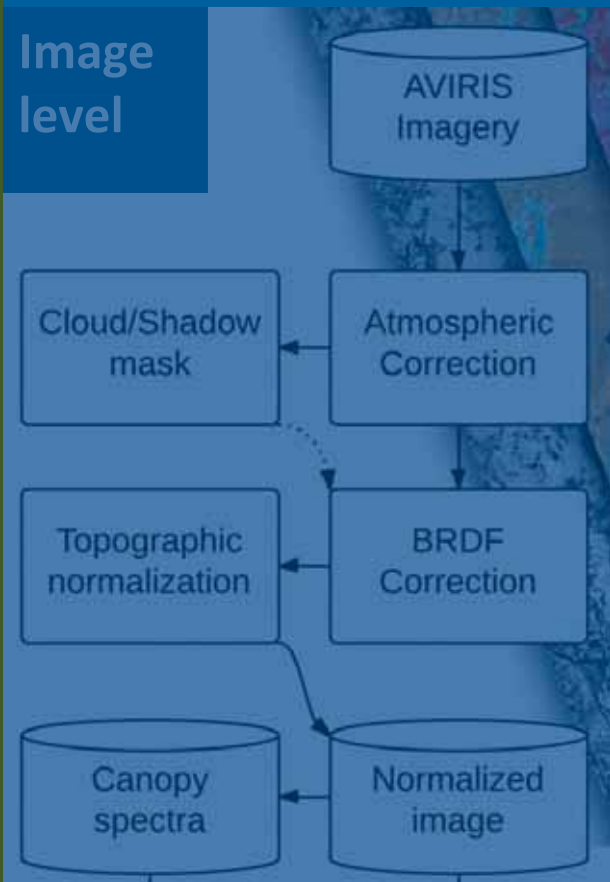 Image
level
AVIRIS
Imagery
Cloud/Shadow
mask
Atmospheric
Correction
Topographic
normalization
BRDF
Correction
Canopy
spectra
Normalized
image